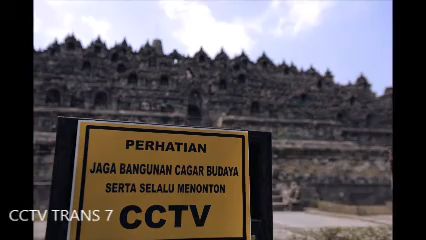 PERHATIAN
JAGA BANGUNAN CAGAR BUDAYA
SERTA SELALU MENONTON
CCTV
CCTV TRANS 7